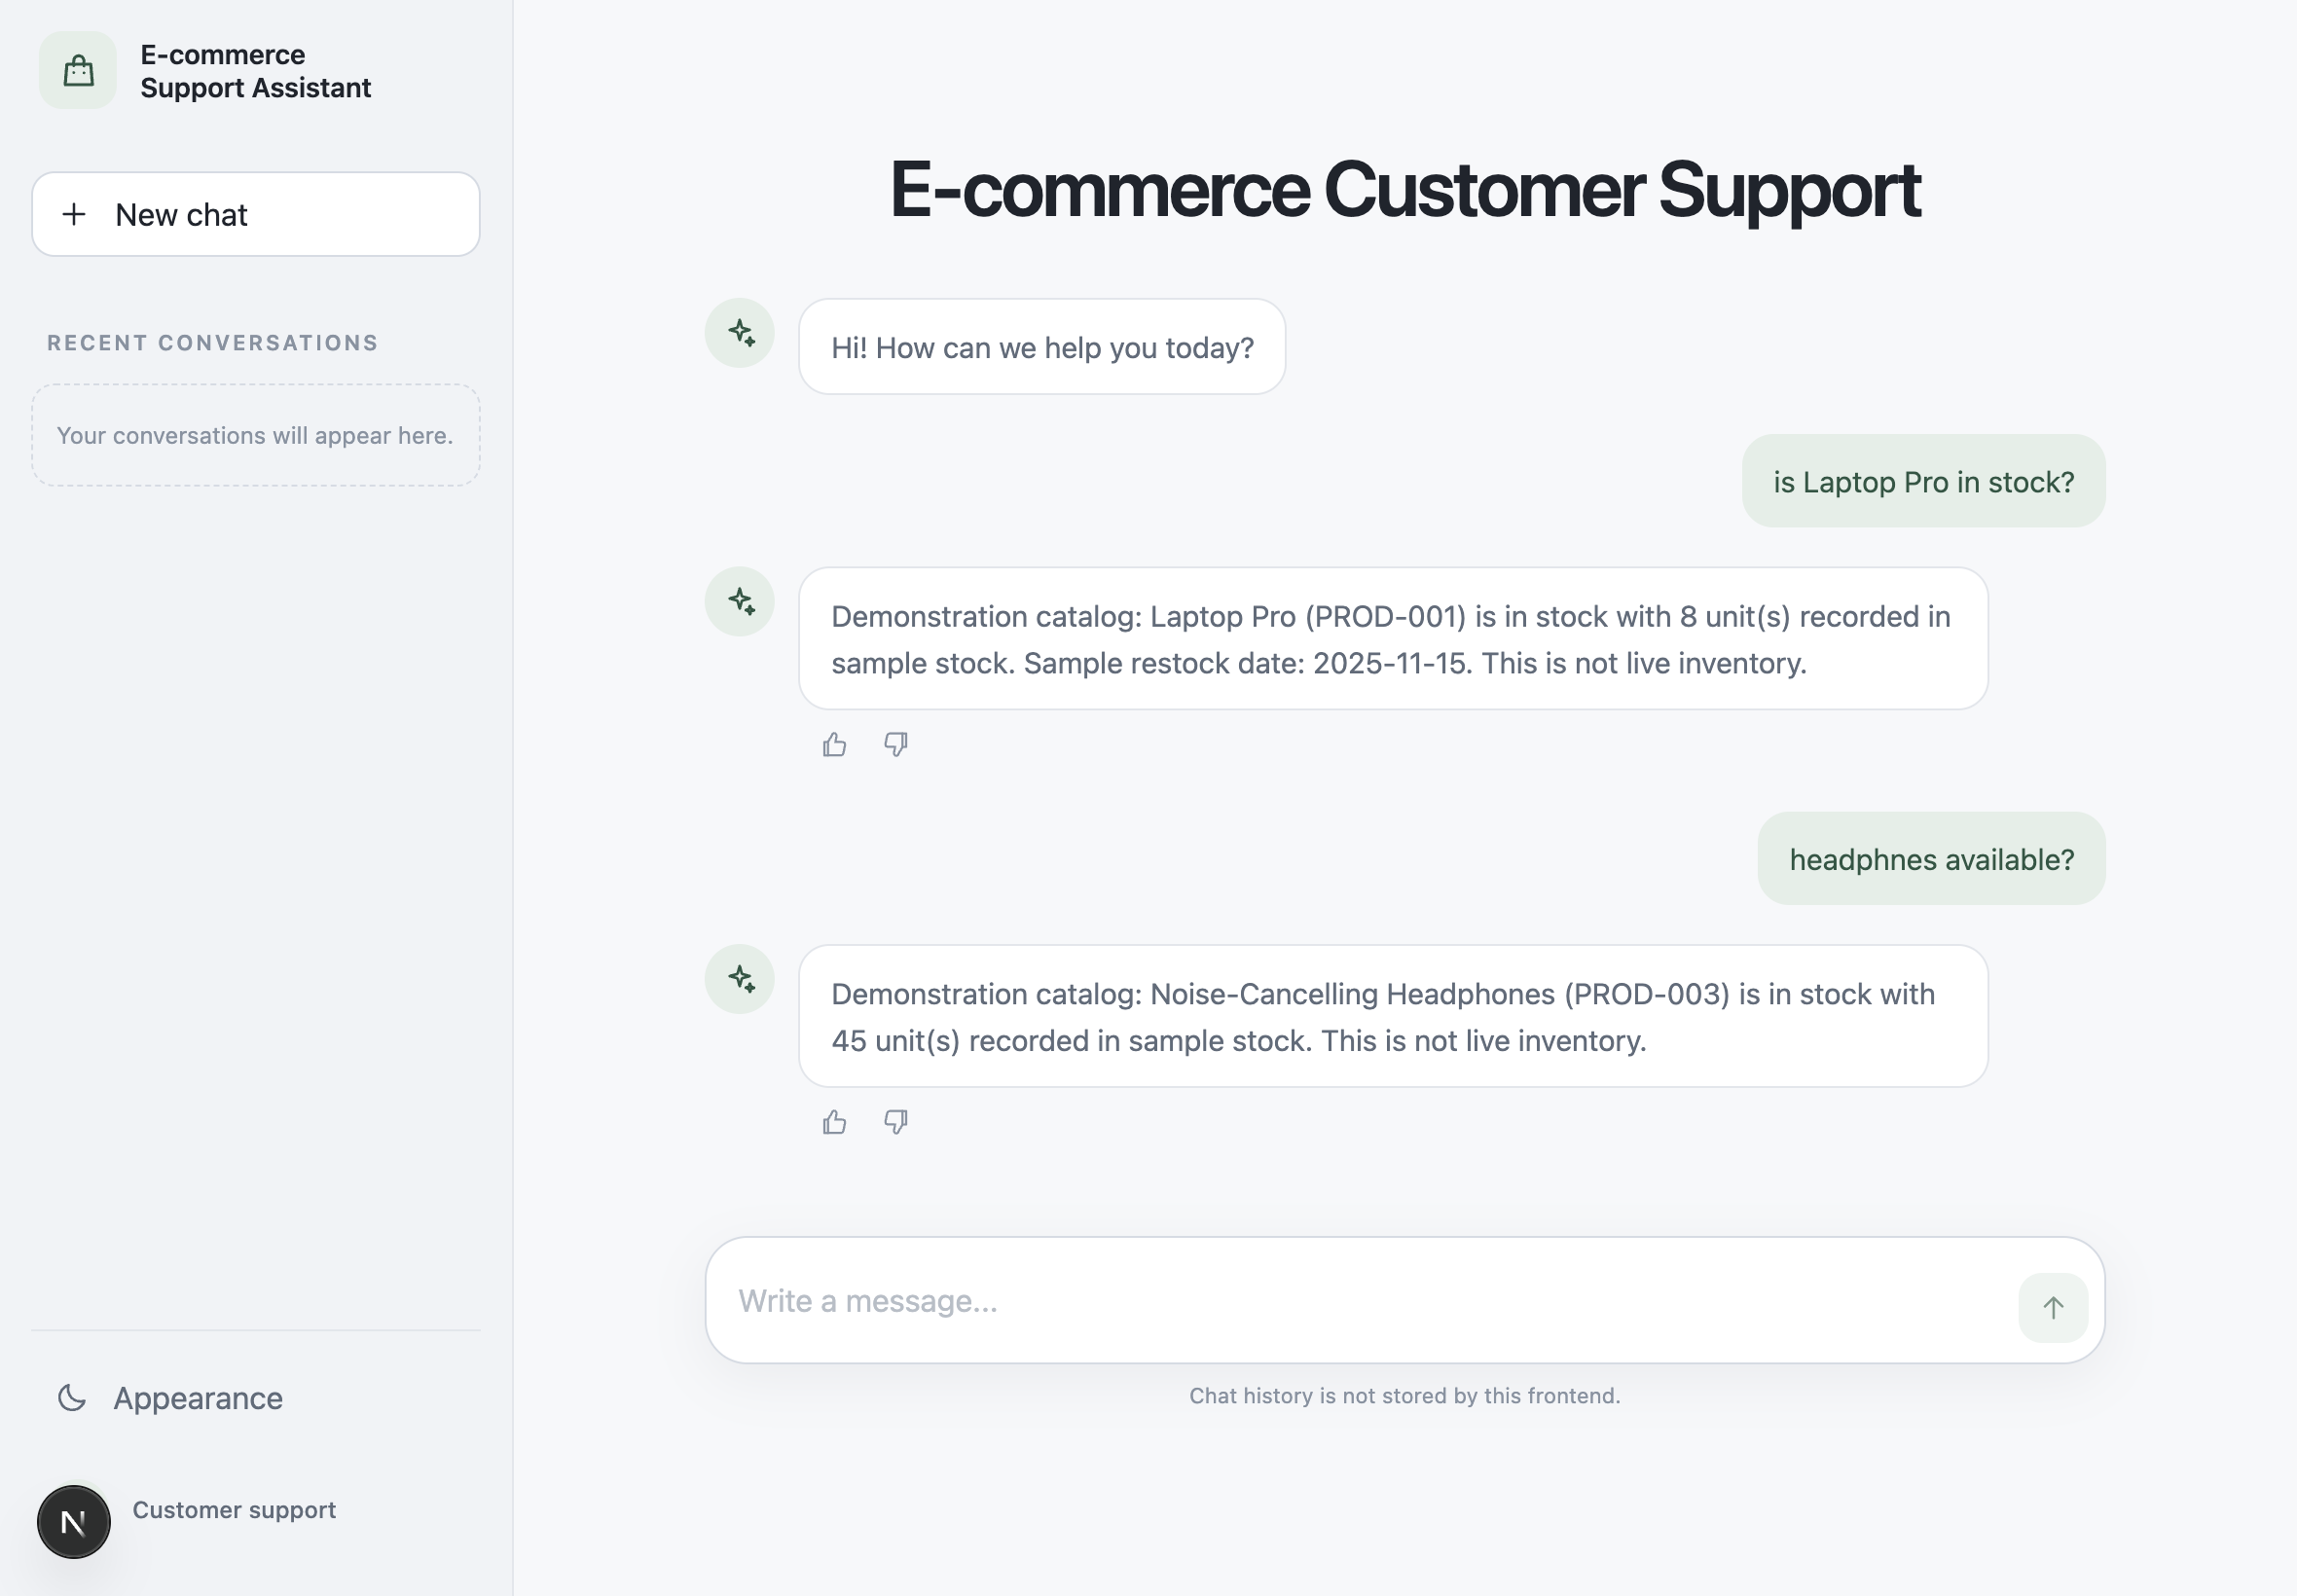 E-commerce
Support Assistant
New chat
RECENT CONVERSATIONS
Your conversations will appear here.
Appearance
N
Customer support
E-commerce Customer Support
Hi! How can we help you today?
is Laptop Pro in stock?
Demonstration catalog: Laptop Pro (PROD-001) is in stock with 8 unit(s) recorded in
sample stock. Sample restock date: 2025-11-15. This is not live inventory.
headphnes available?
Demonstration catalog: Noise-Cancelling Headphones (PROD-003) is in stock with
45 unit(s) recorded in sample stock. This is not live inventory.
Write a message...
Chat history is not stored by this frontend.